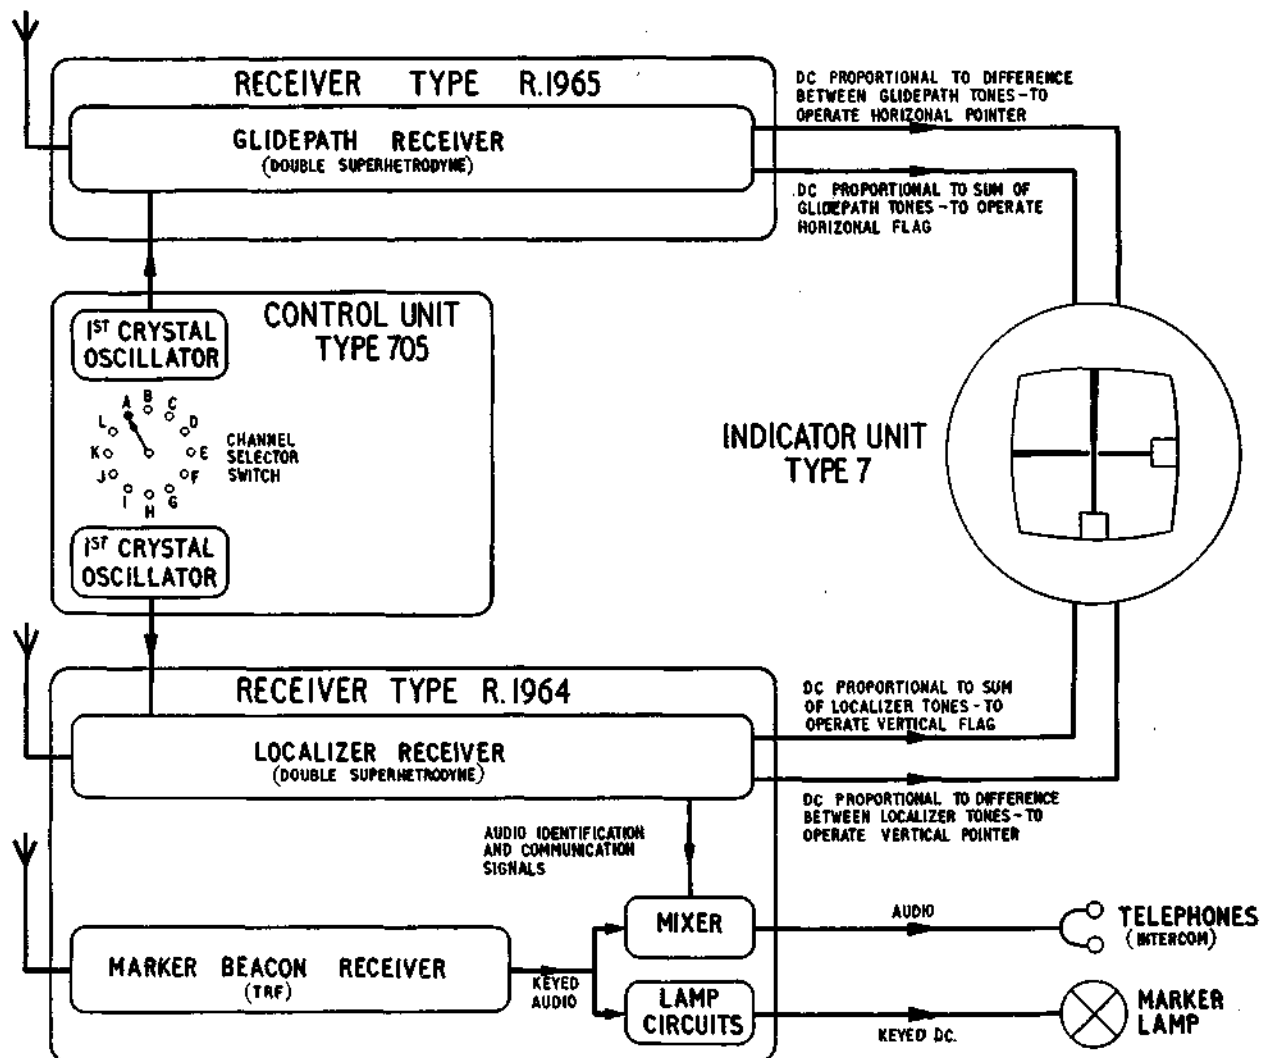 RECEIVER TYPE R.1965
GLIDEPATH RECEIVER
(DOUBLE SUPERHETRODYNE)
DC PROPORTIONAL TO DIFFERENCE
BETWEEN GLIDEPATH TONES-TO
OPERATE HORIZONAL POINTER
DC PROPORTIONAL TO SUM OF
GLIDEPATH TONES-TO OPERATE
HORIZONAL FLAG
CONTROL UNIT
TYPE 705
1ST CRYSTAL
OSCILLATOR
A
B
C
D
E
F
G
H
I
J
K
L
CHANNEL
SELECTOR
SWITCH
1ST CRYSTAL
OSCILLATOR
INDICATOR UNIT
TYPE 7
RECEIVER TYPE R.1964
LOCALIZER RECEIVER
(DOUBLE SUPERHETRODYNE)
DC PROPORTIONAL TO SUM
OF LOCALIZER TONES-TO
OPERATE VERTICAL FLAG
DC PROPORTIONAL TO DIFFERENCE
BETWEEN LOCALIZER TONES-TO
OPERATE VERTICAL POINTER
AUDIO IDENTIFICATION
AND COMMUNICATION
SIGNALS
MIXER
AUDIO
TELEPHONES
(INTERCOM)
MARKER BEACON RECEIVER
(TRF)
KEYED
AUDIO
LAMP
CIRCUITS
KEYED DC.
MARKER
LAMP